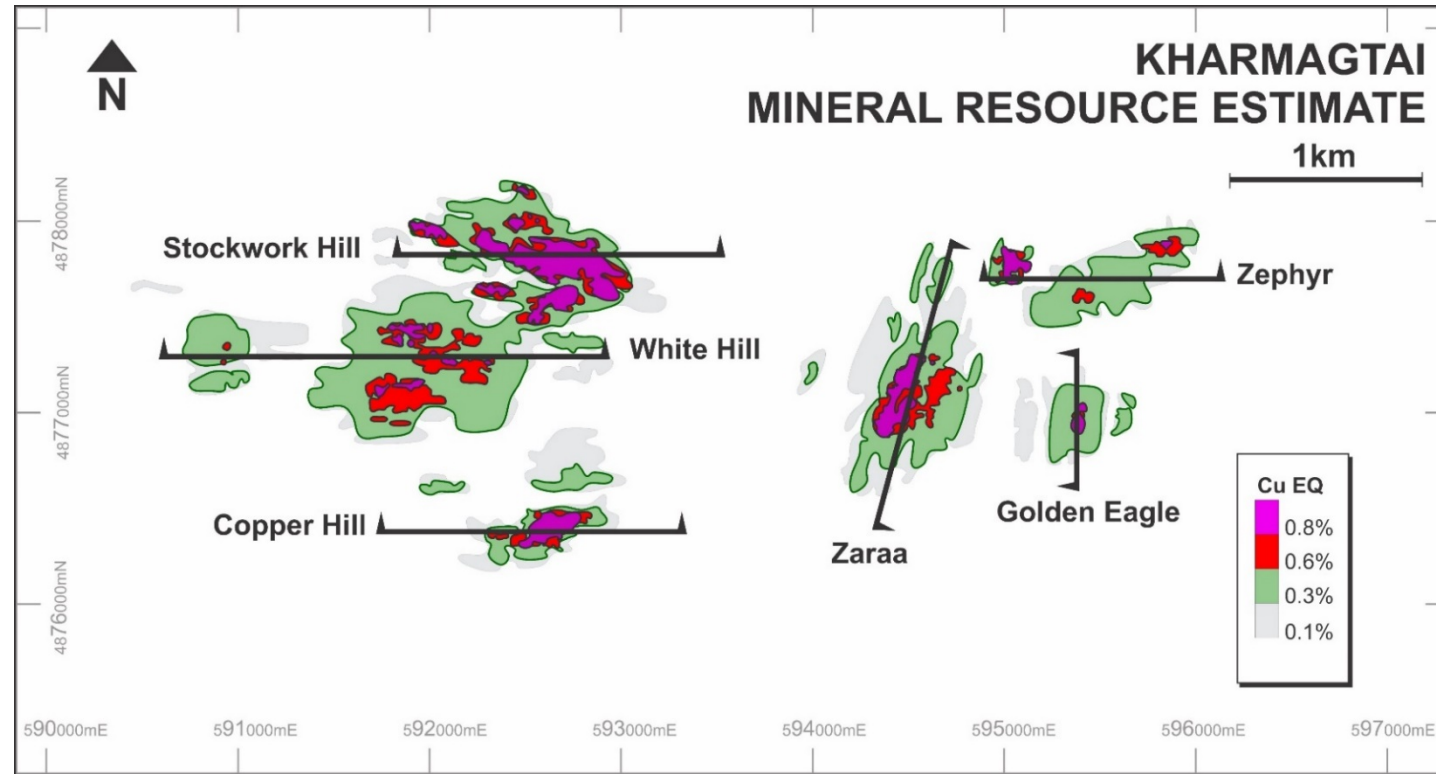 KHARMAGTAI
MINERAL RESOURCE ESTIMATE
N
1km
4878000mN
Stockwork Hill
Zephyr
White Hill
4877000mN
Golden Eagle
Copper Hill
Zaraa
Cu EQ
0.8%
0.6%
0.3%
0.1%
4876000mN
590000mE
591000mE
592000mE
593000mE
594000mE
595000mE
596000mE
597000mE